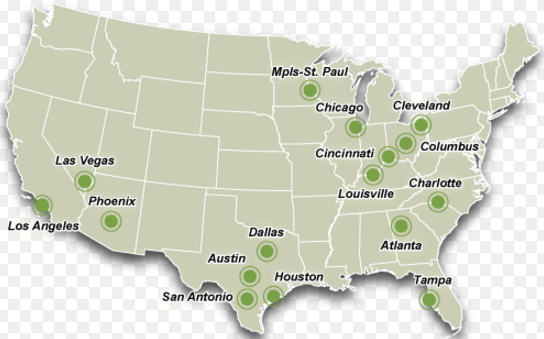 Mpls-St. Paul
Chicago
Cleveland
Cincinnati
Columbus
Las Vegas
Louisville
Charlotte
Phoenix
Los Angeles
Dallas
Atlanta
Austin
Houston
Tampa
San Antonio